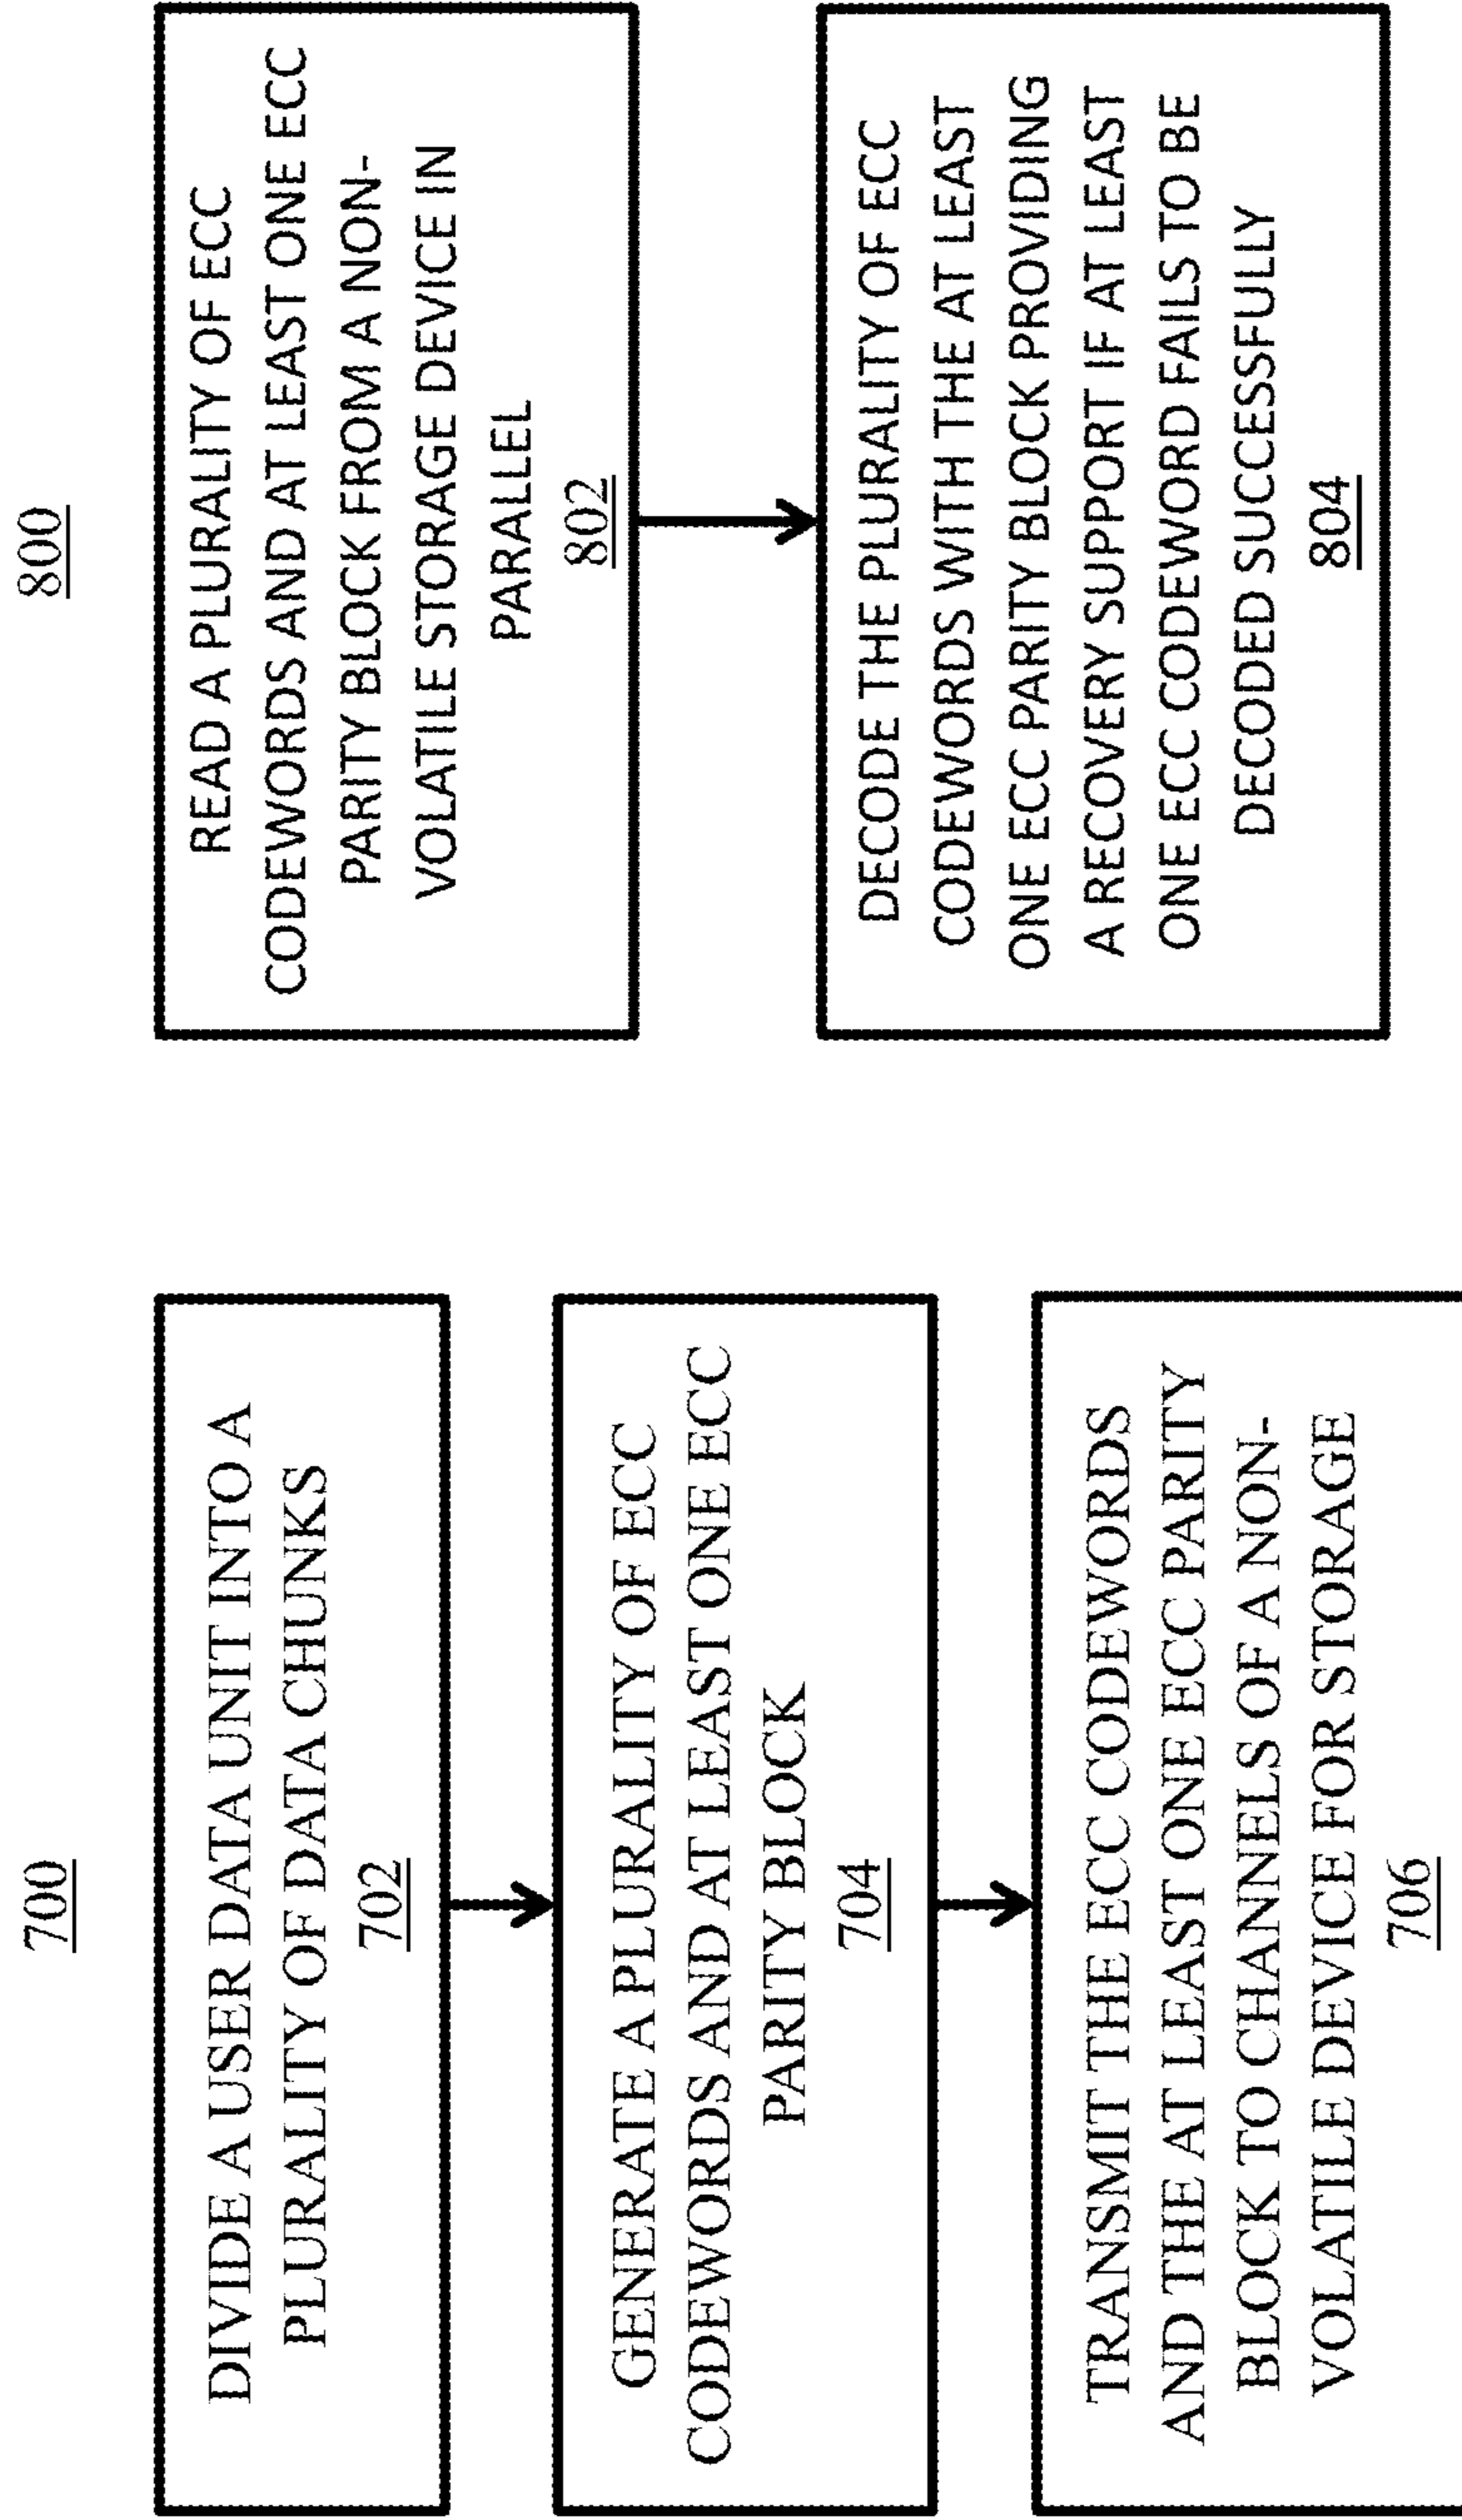 700
DIVIDE A USER DATA UNIT INTO A
PLURALITY OF DATA CHUNKS
702
GENERATE A PLURALITY OF ECC
CODEWORDS AND AT LEAST ONE ECC
PARITY BLOCK
704
TRANSMIT THE ECC CODEWORDS
AND THE AT LEAST ONE ECC PARITY
BLOCK TO CHANNELS OF A NON-
VOLATILE DEVICE FOR STORAGE
706
800
READ A PLURALITY OF ECC
CODEWORDS AND AT LEAST ONE ECC
PARITY BLOCK FROM A NON-
VOLATILE STORAGE DEVICE IN
PARALLEL
802
DECODE THE PLURALITY OF ECC
CODEWORDS WITH THE AT LEAST
ONE ECC PARITY BLOCK PROVIDING
A RECOVERY SUPPORT IF AT LEAST
ONE ECC CODEWORD FAILS TO BE
DECODED SUCCESSFULLY
804